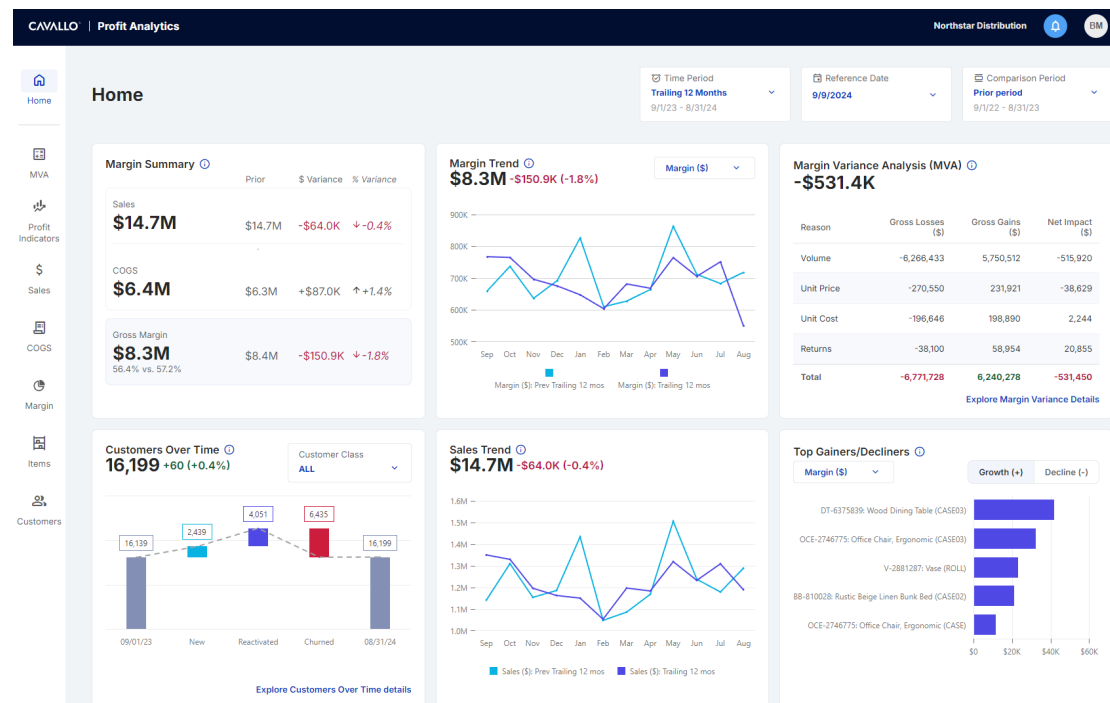 CAVALLO | Profit Analytics
Northstar Distribution
BM
Home
MVA
Profit
Indicators
Sales
COGS
Margin
Items
Customers
Home
Time Period
Trailing 12 Months
9/1/23 - 8/31/24
Reference Date
9/9/2024
Comparison Period
Prior period
9/1/22 - 8/31/23
Margin Summary
Prior $ Variance % Variance
Sales
$14.7M $14.7M -$64.0K -0.4%
COGS
$6.4M $6.3M +$87.0K +1.4%
Gross Margin
$8.3M $8.4M -$150.9K -1.8%
56.4% vs. 57.2%
Margin Trend
$8.3M -$150.9K (-1.8%)
Margin ($)
900K
800K
700K
600K
500K
Sep Oct Nov Dec Jan Feb Mar Apr May Jun Jul Aug
Margin ($): Prev Trailing 12 mos Margin ($): Trailing 12 mos
Margin Variance Analysis (MVA)
-$531.4K
Reason Gross Losses ($) Gross Gains ($) Net Impact ($)
Volume -6,266,433 5,750,512 -515,920
Unit Price -270,550 231,921 -38,629
Unit Cost -196,646 198,890 2,244
Returns -38,100 58,954 20,855
Total -6,771,728 6,240,278 -531,450
Explore Margin Variance Details
Customers Over Time
16,199 +60 (+0.4%)
Customer Class
ALL
16,139
2,439
4,051
6,435
16,199
09/01/23 New Reactivated Churned 08/31/24
Explore Customers Over Time details
Sales Trend
$14.7M -$64.0K (-0.4%)
1.6M
1.5M
1.4M
1.3M
1.2M
1.1M
1.0M
Sep Oct Nov Dec Jan Feb Mar Apr May Jun Jul Aug
Sales ($): Prev Trailing 12 mos Sales ($): Trailing 12 mos
Top Gainers/Decliners
Margin ($)
Growth (+) Decline (-)
DT-6375839: Wood Dining Table (CASE03)
OCE-2746775: Office Chair, Ergonomic (CASE03)
V-2881287: Vase (ROLL)
BB-810028: Rustic Beige Linen Bunk Bed (CASE02)
OCE-2746775: Office Chair, Ergonomic (CASE)
$0 $20K $40K $60K